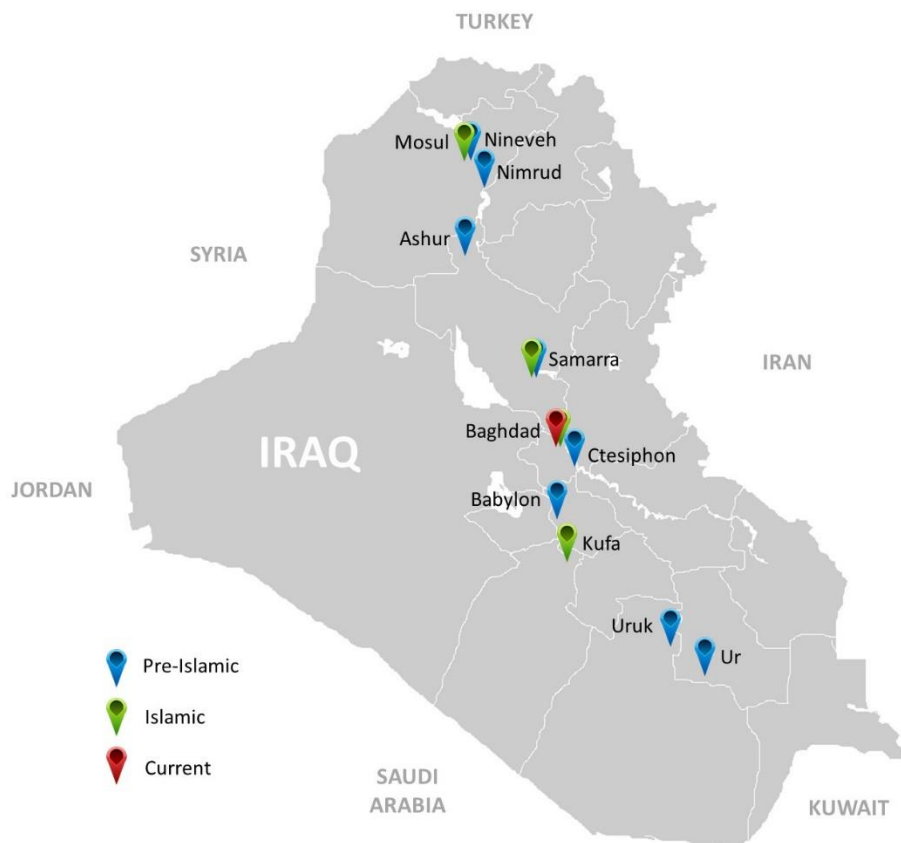 TURKEY
Mosul
Nineveh
Nimrud
Ashur
SYRIA
Samarra
IRAN
Baghdad
IRAQ
Ctesiphon
JORDAN
Babylon
Kufa
Uruk
Ur
Pre-Islamic
Islamic
Current
SAUDI
ARABIA
KUWAIT